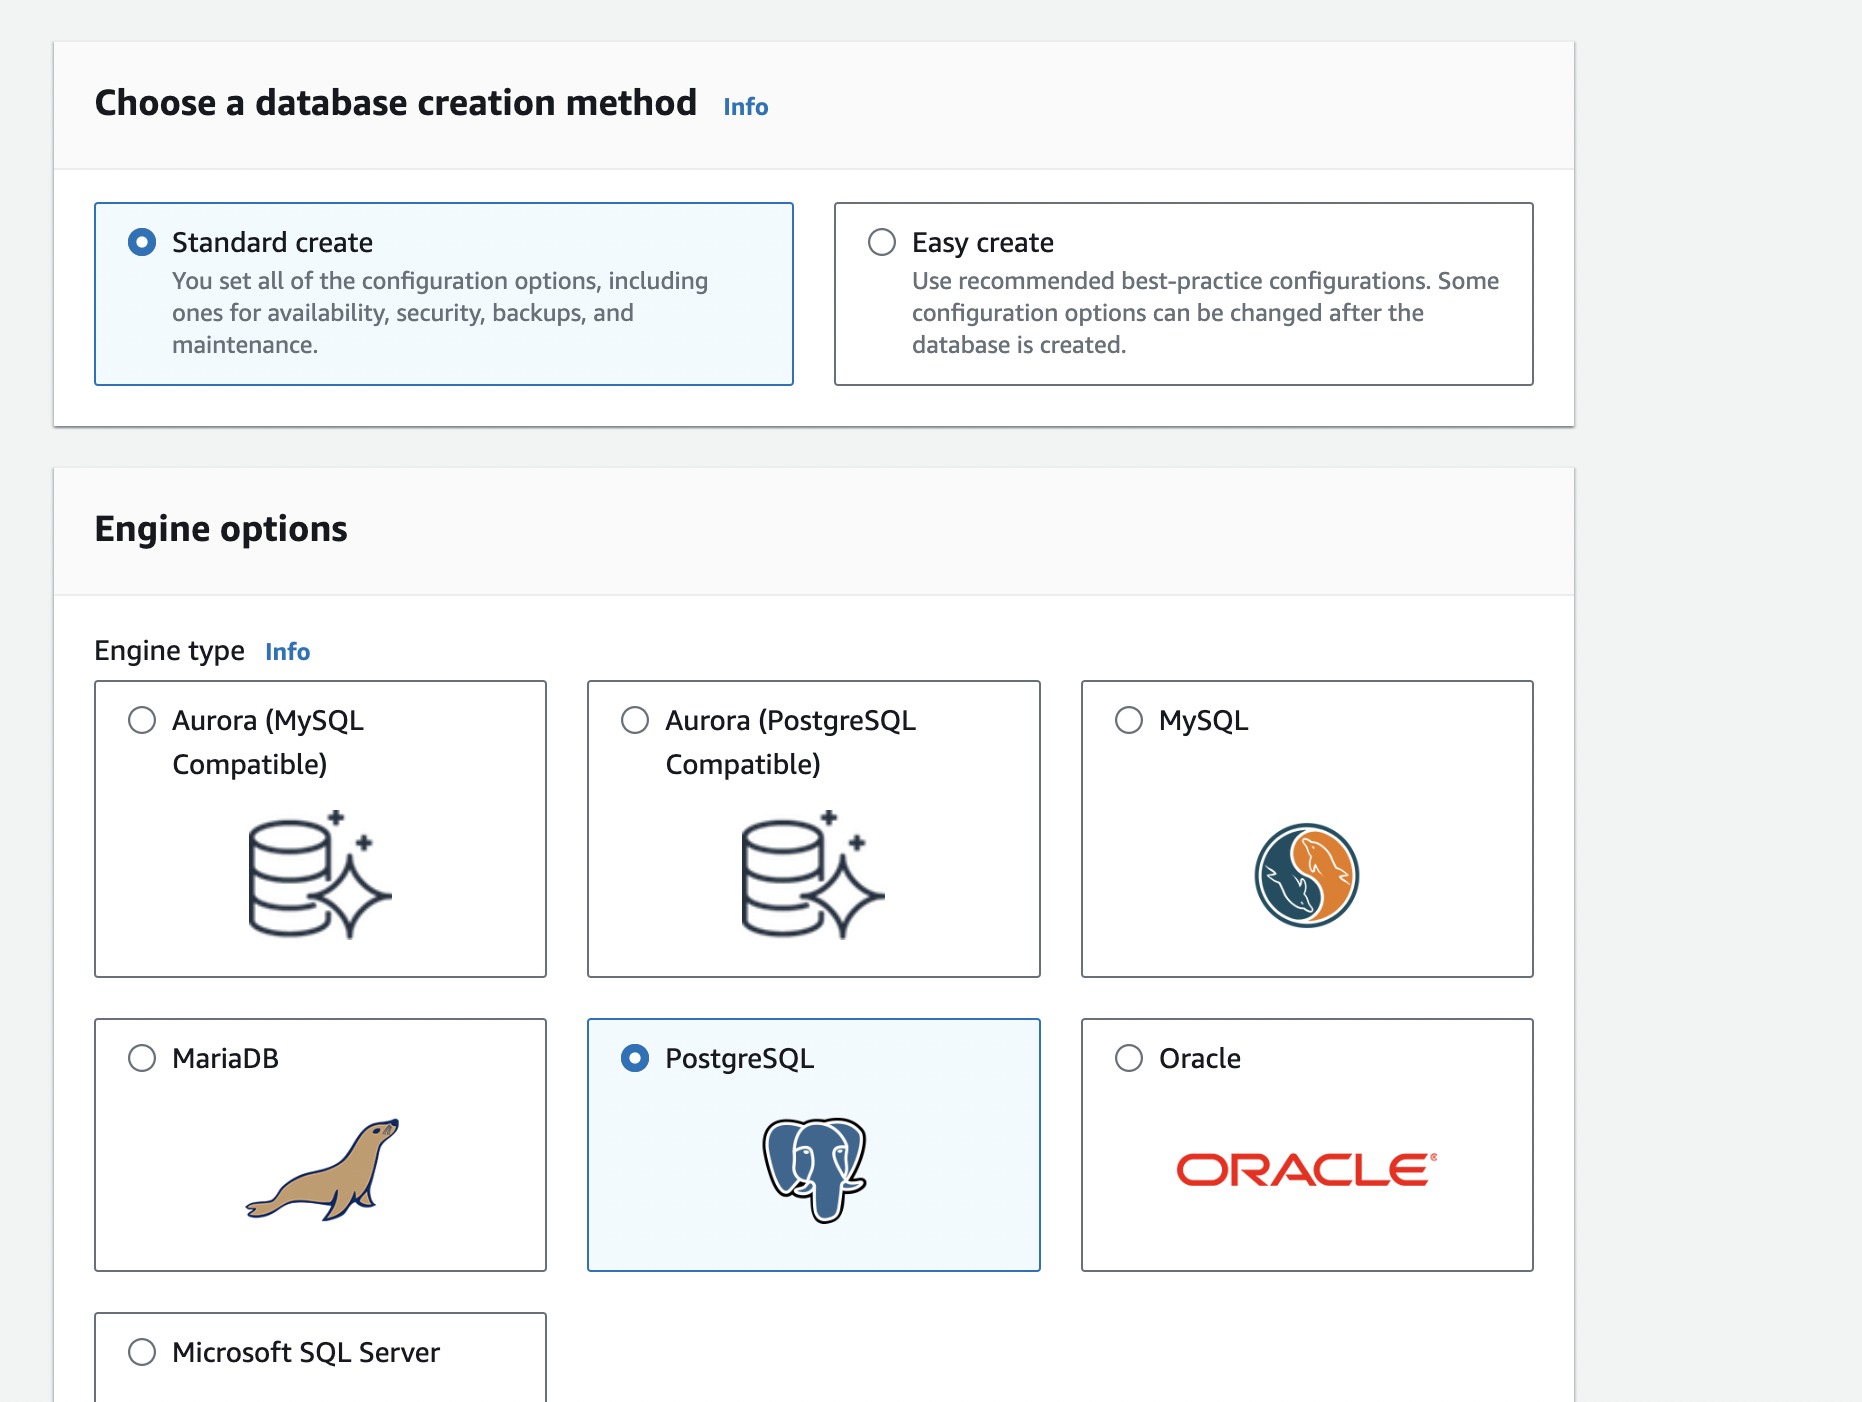 Choose a database creation method Info
Standard create
You set all of the configuration options, including
ones for availability, security, backups, and
maintenance.
Easy create
Use recommended best-practice configurations. Some
configuration options can be changed after the
database is created.
Engine options
Engine type Info
Aurora (MySQL
Compatible)
Aurora (PostgreSQL
Compatible)
MySQL
MariaDB
PostgreSQL
Oracle
ORACLE
Microsoft SQL Server